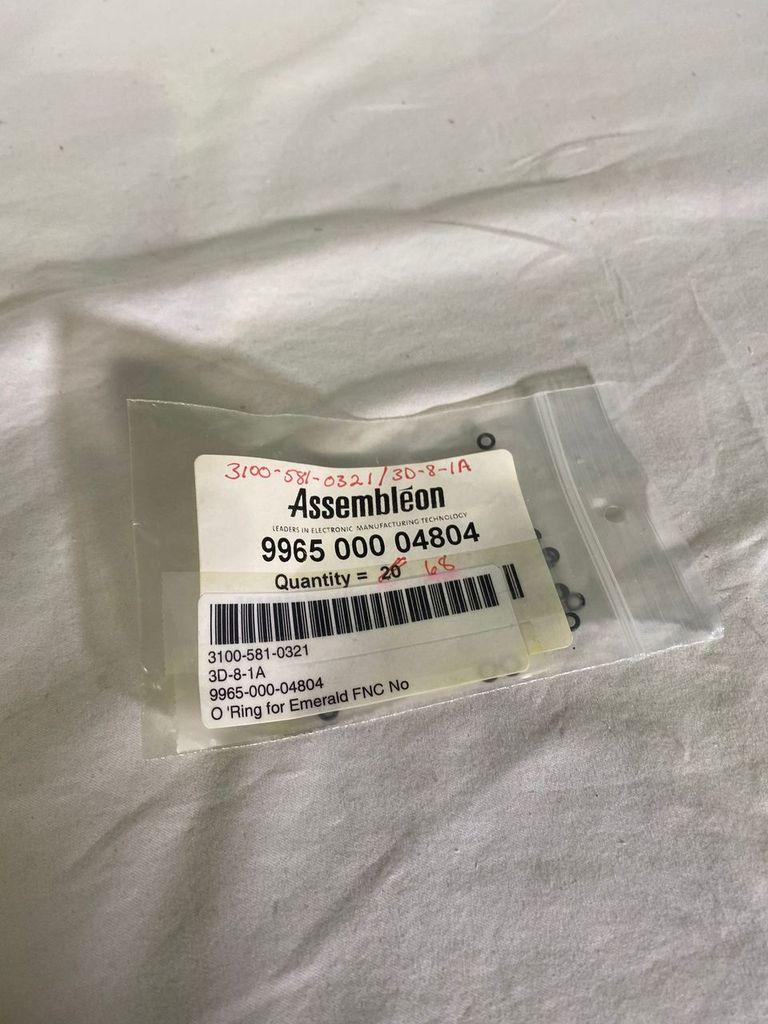 3100-581-0321/3D-8-1A
Assembléon
LEADERS IN ELECTRONIC MANUFACTURING TECHNOLOGY
9965 000 04804
Quantity = 20 68
3100-581-0321
3D-8-1A
9965-000-04804
O 'Ring for Emerald FNC No